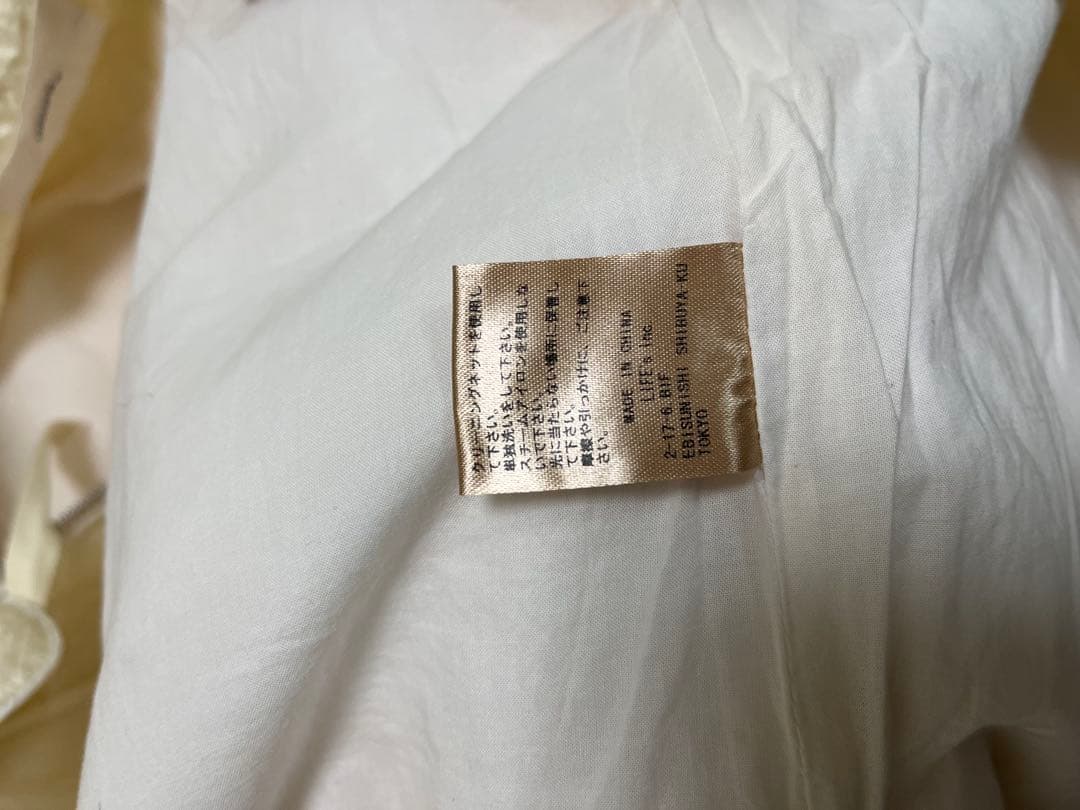 クリーニングネットを使用し
て下さい。
単独洗いをして下さい。
スチームアイロンを使用しな
いで下さい。
光に当たらない場所に保管し
て下さい。
摩擦や引っかけに、ご注意下
さい。
MADE IN CHINA
LIFE's inc
2-17-6 B1F
EBISUNISHI SHIBUYA-KU
TOKYO